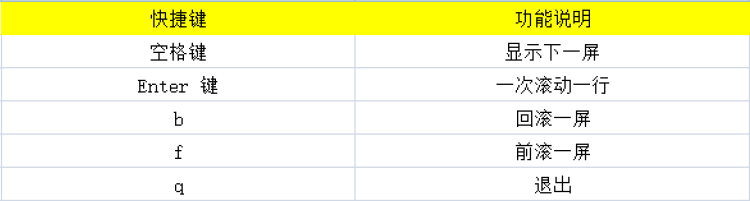 快捷键 功能说明
空格键 显示下一屏
Enter 键 一次滚动一行
b 回滚一屏
f 前滚一屏
q 退出